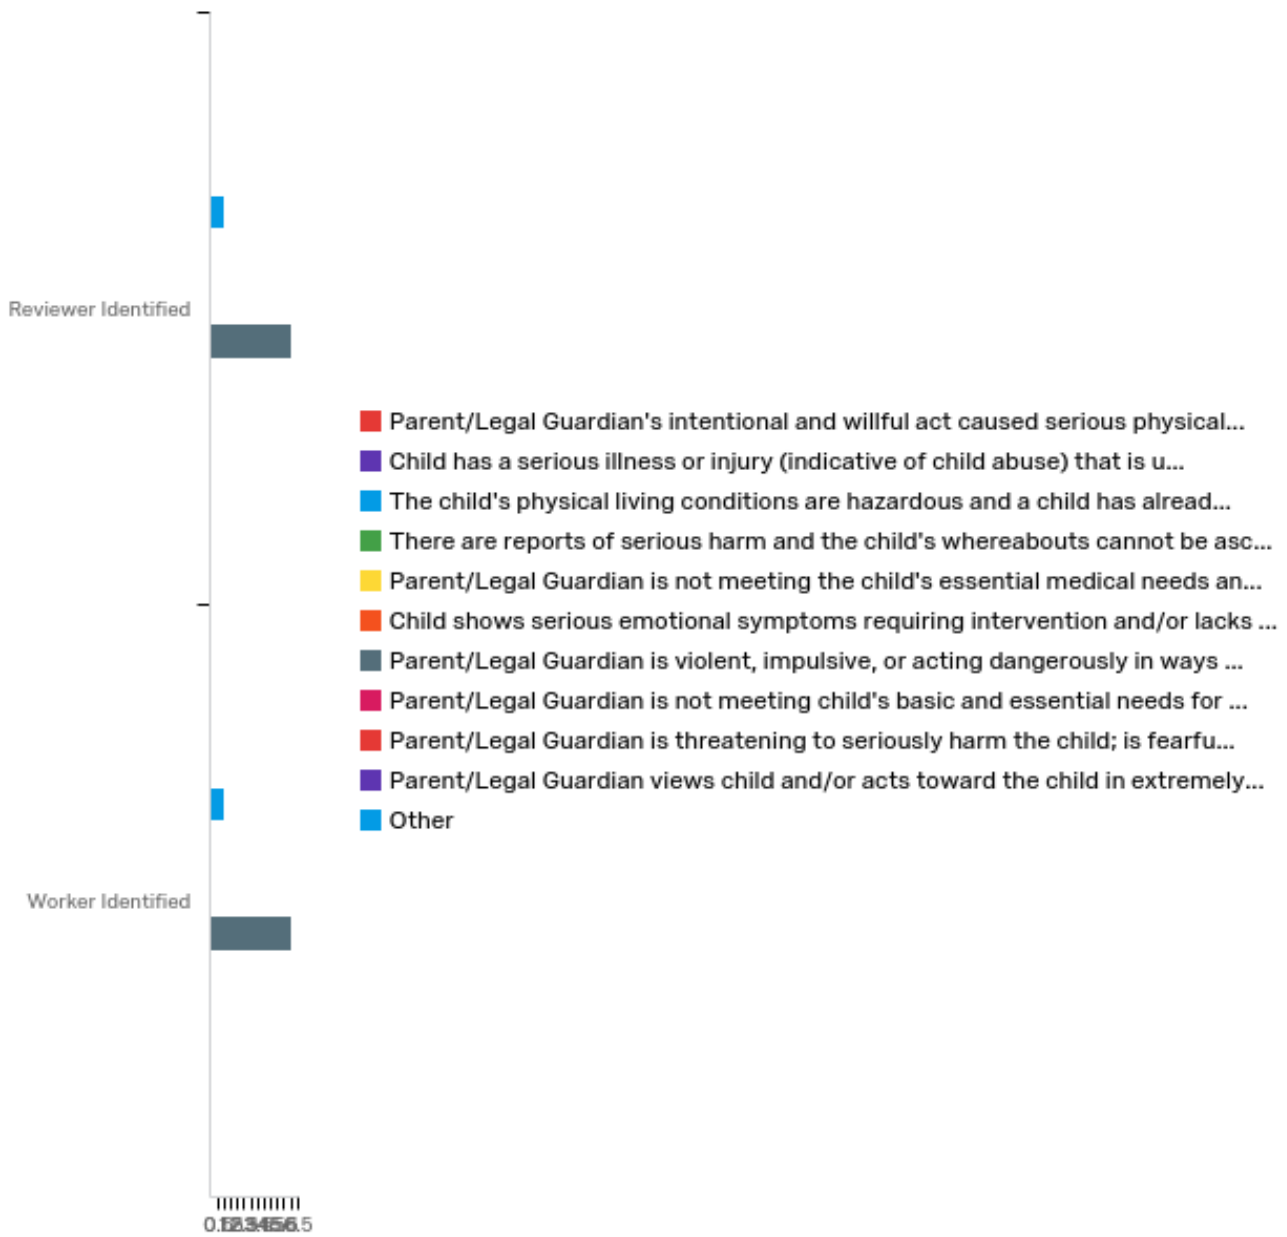 Reviewer Identified
Parent/Legal Guardian's intentional and willful act caused serious physical...
Child has a serious illness or injury (indicative of child abuse) that is u...
The child's physical living conditions are hazardous and a child has alread...
There are reports of serious harm and the child's whereabouts cannot be asc...
Parent/Legal Guardian is not meeting the child's essential medical needs an...
Child shows serious emotional symptoms requiring intervention and/or lacks ...
Parent/Legal Guardian is violent, impulsive, or acting dangerously in ways ...
Parent/Legal Guardian is not meeting child's basic and essential needs for ...
Parent/Legal Guardian is threatening to seriously harm the child; is fearfu...
Parent/Legal Guardian views child and/or acts toward the child in extremely...
Other
Worker Identified